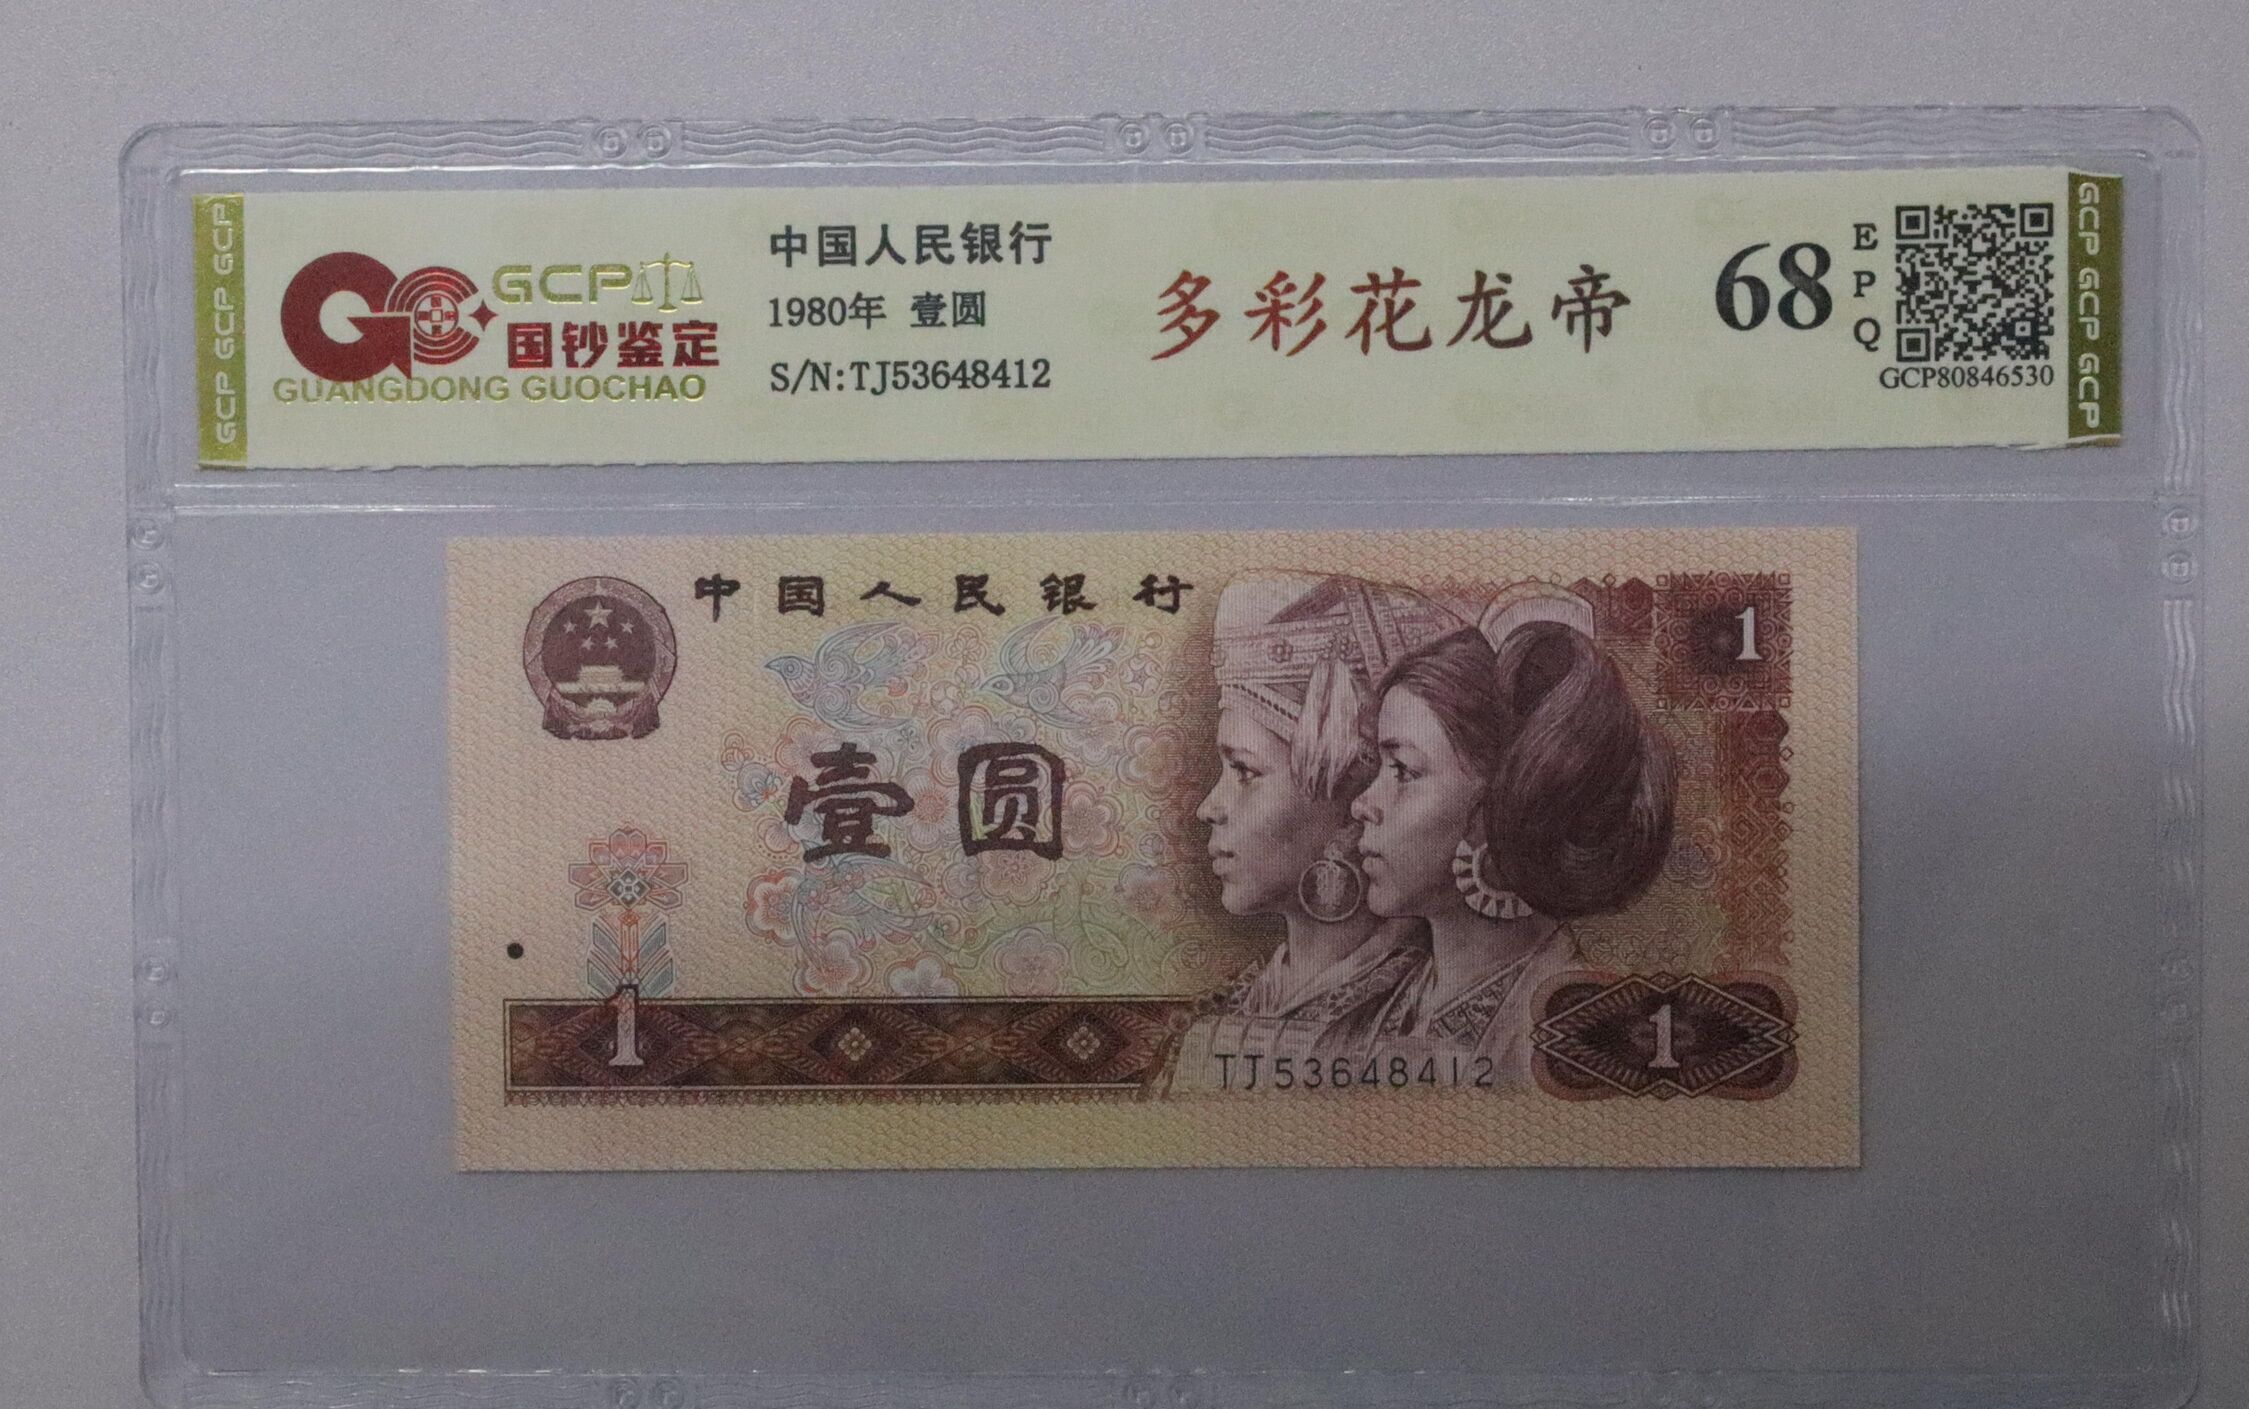 GCP GCP GCP
GCP
国钞鉴定
GUANGDONG GUOCHAO
中国人民银行
1980年 壹圆
S/N:TJ53648412
多彩花龙帝
68
EPQ
GCP80846530
GCP GCP GCP
中国人民银行
1
壹圆
1
1
TJ53648412